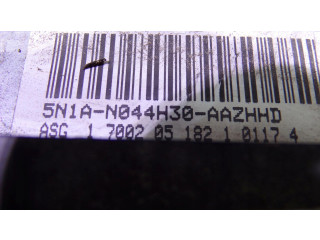 5N1A-N044H30-AAZHHD
ASG 1 7002 05 182 1 0117 4